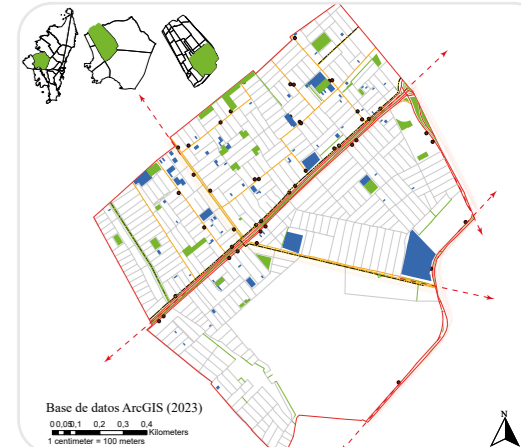 Base de datos ArcGIS (2023)
0 0,05 0,1 0,2 0,3 0,4
Kilometers
1 centimeter = 100 meters
N